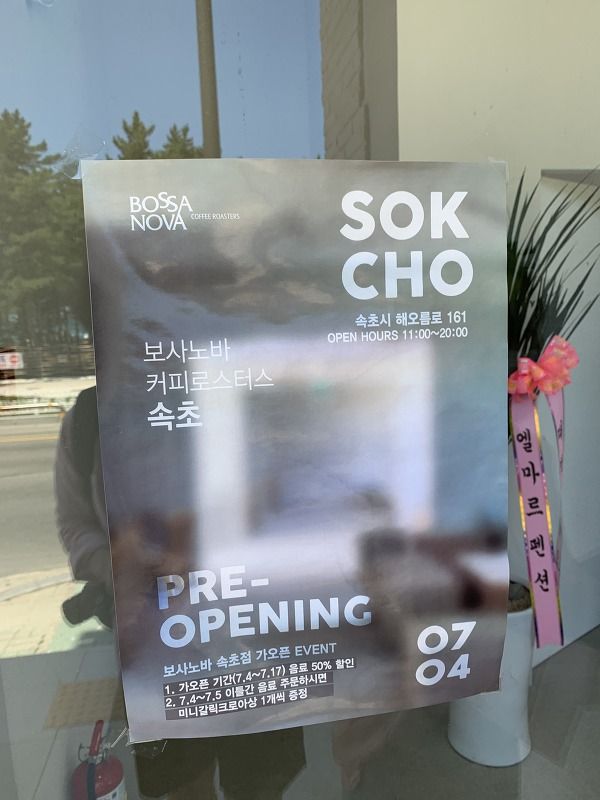 BOSSA
NOVA COFFEE ROASTERS
SOK
CHO
속초시 해오름로 161
OPEN HOURS 11:00~20:00
보사노바
커피로스터스
속초
PRE-
OPENING
07
04
보사노바 속초점 가오픈 EVENT
1. 가오픈 기간(7.4~7.17) 음료 50% 할인
2. 7.4~7.5 이틀간 음료 주문하시면
미니갈릭크로아상 1개씩 증정
엘마르펜션